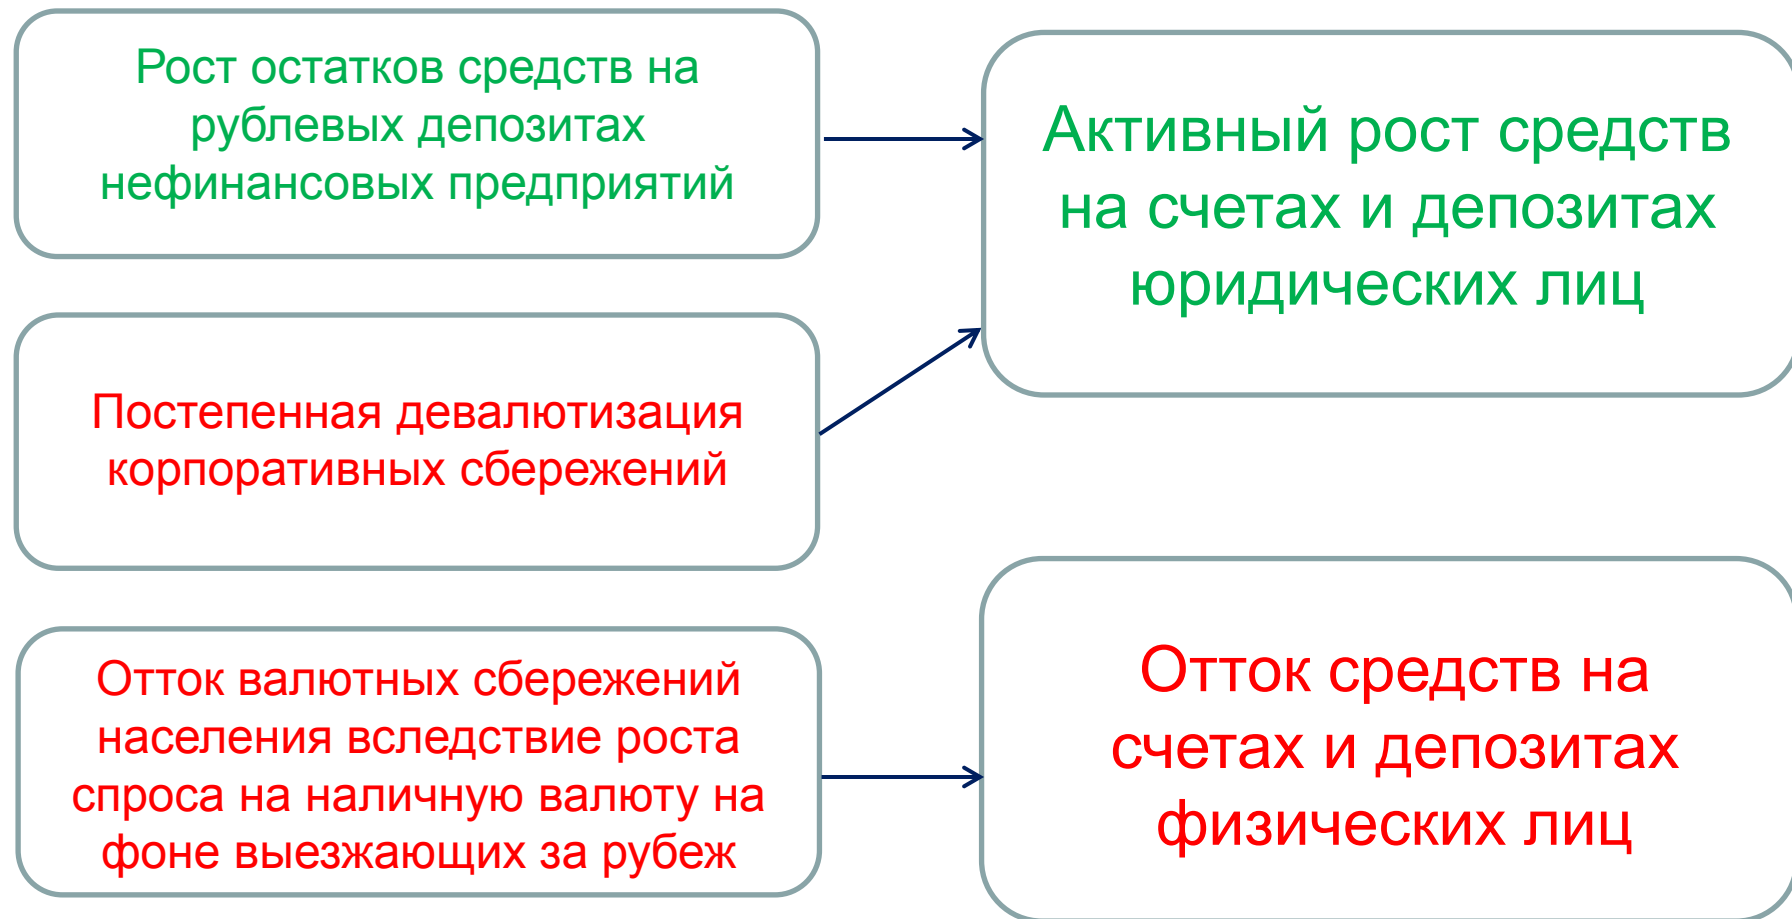 Рост остатков средств на
рублевых депозитах
нефинансовых предприятий
Активный рост средств
на счетах и депозитах
юридических лиц
Постепенная девалютизация
корпоративных сбережений
Отток валютных сбережений
населения вследствие роста
спроса на наличную валюту на
фоне выезжающих за рубеж
Отток средств на
счетах и депозитах
физических лиц